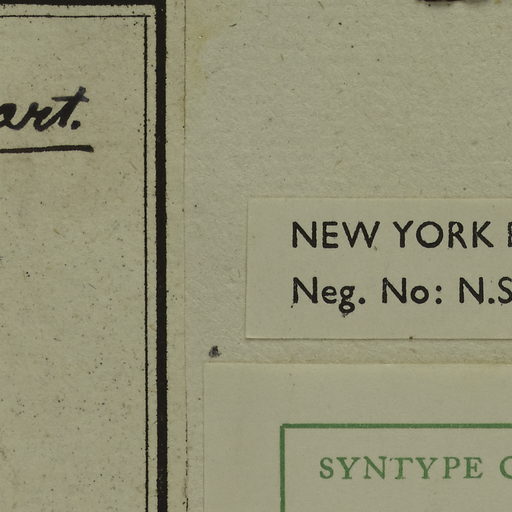 art.
NEW YORK
Neg. No: N.S
SYNTYPE